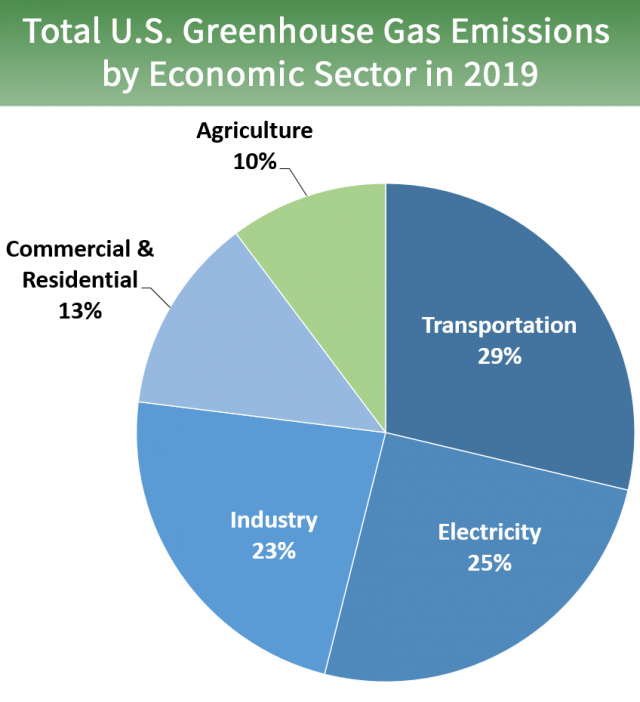 Total U.S. Greenhouse Gas Emissions
by Economic Sector in 2019
Agriculture
10%
Commercial &
Residential
13%
Transportation
29%
Industry
23%
Electricity
25%